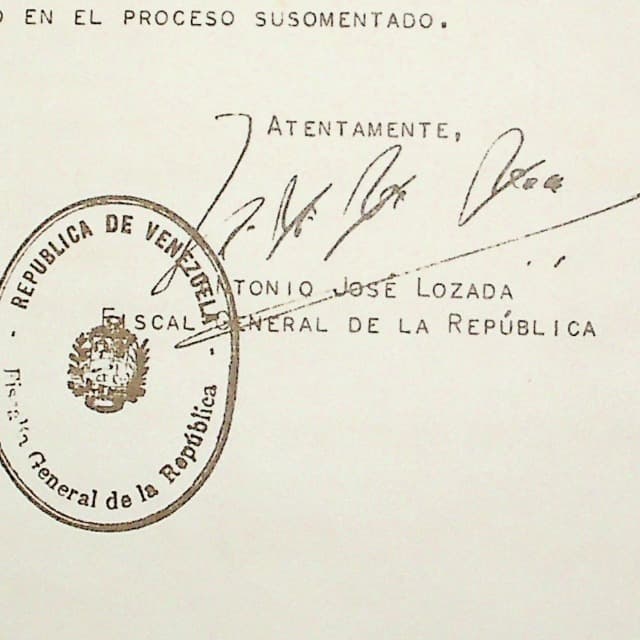 EN EL PROCESO SUSOMENTADO.
ATENTAMENTE,
ANTONIO JOSÉ LOZADA
FISCAL GENERAL DE LA REPÚBLICA
REPUBLICA DE VENEZUELA
Fiscalía General de la República